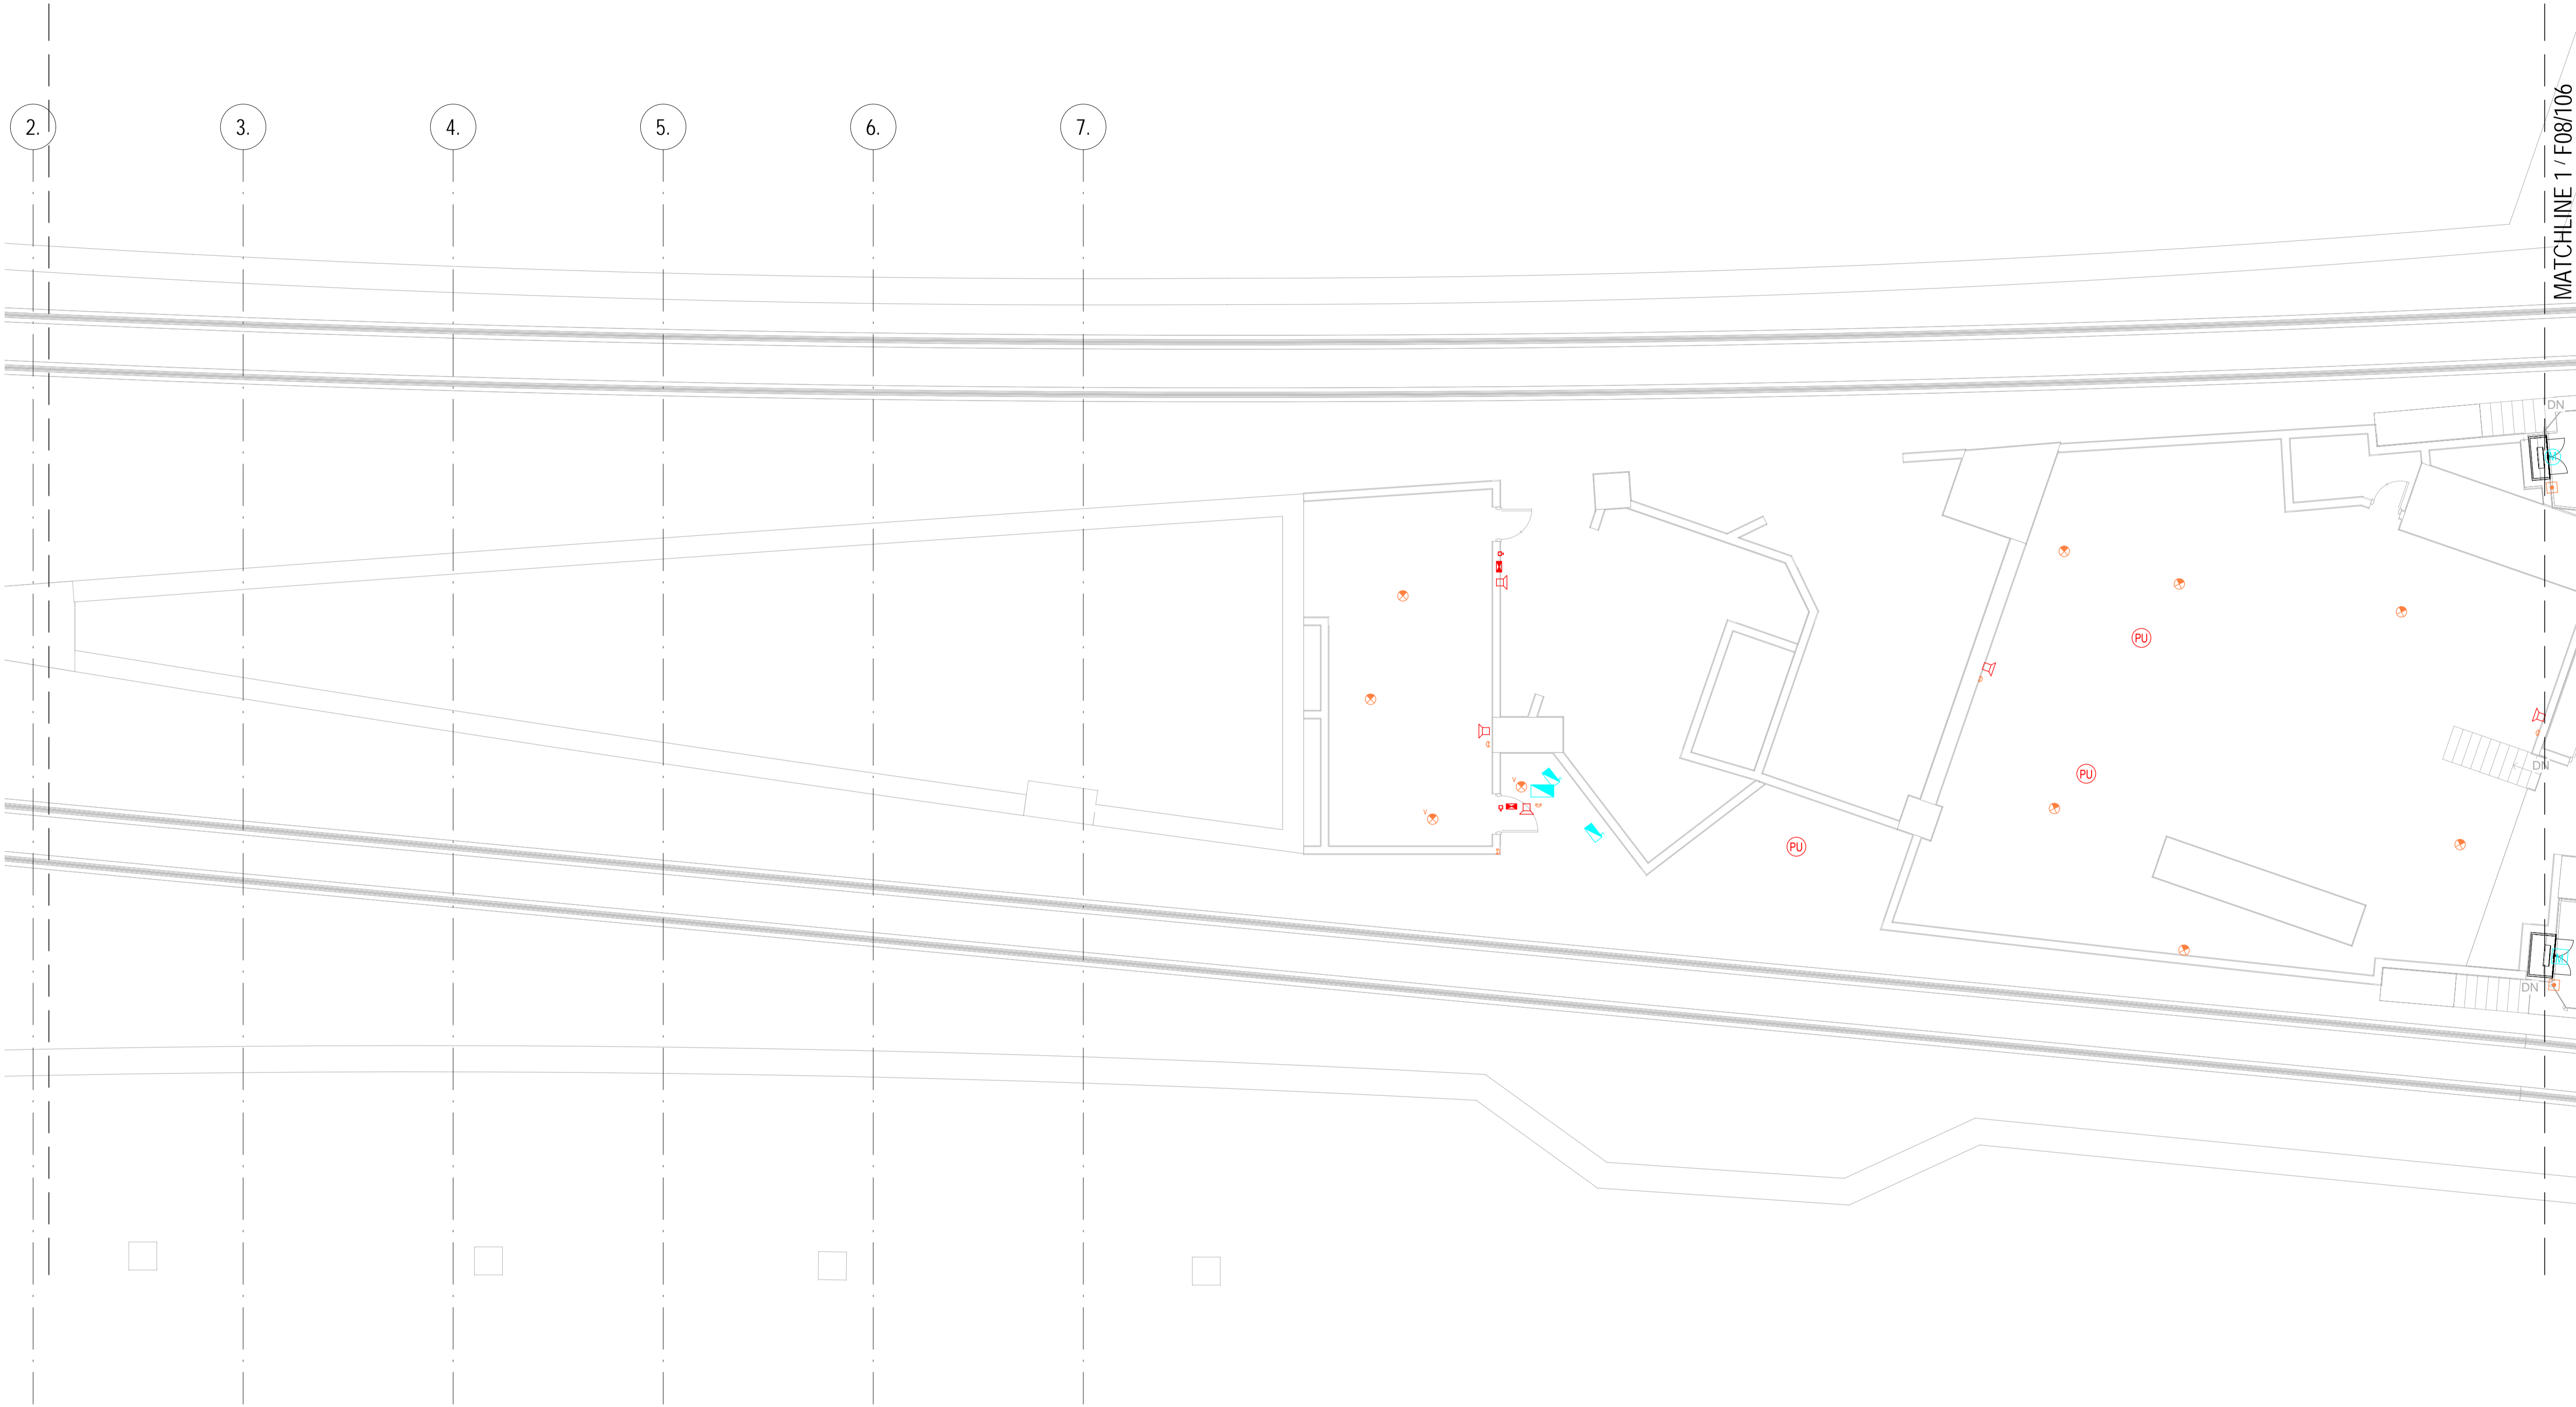 MATCHLINE 1 / F08/106
2.
3.
4.
5.
6.
7.
DN
PU
V
DN
PU
V
PU
DN